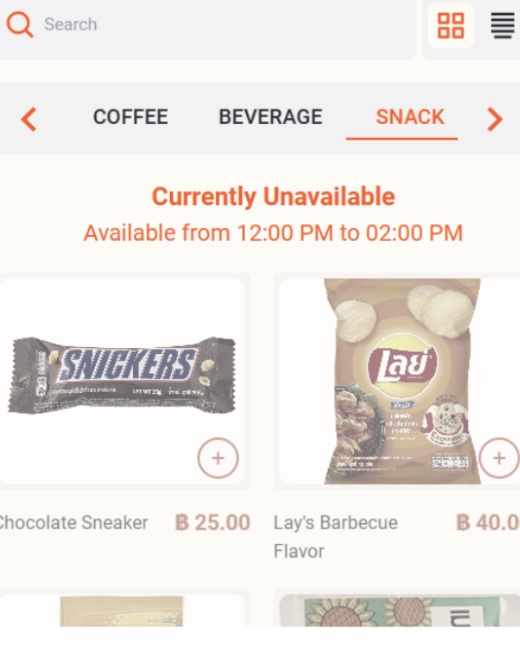 Search
COFFEE BEVERAGE SNACK
Currently Unavailable
Available from 12:00 PM to 02:00 PM
SNICKERS
เลย์
Chocolate Sneaker ฿ 25.00
Lay's Barbecue ฿ 40.0
Flavor